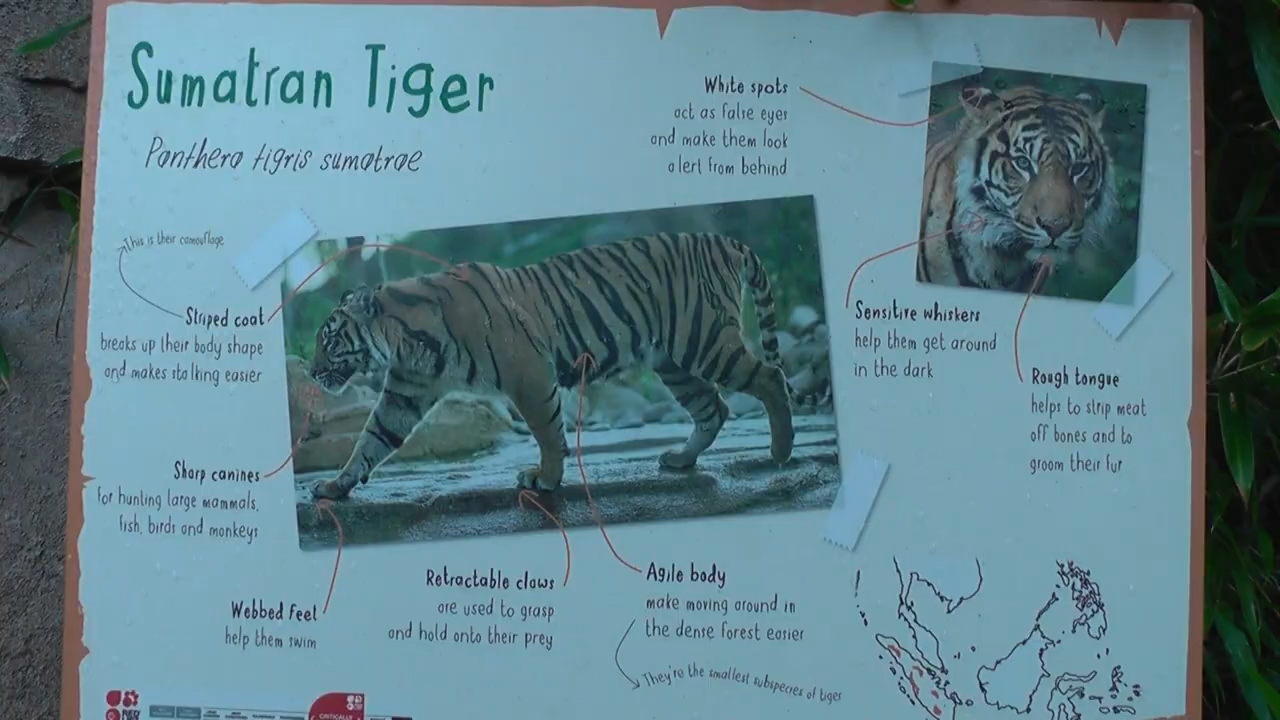 Sumatran Tiger
Panthera tigris sumatrae
White spots
act as false eyes
and make them look
alert from behind
This is their camouflage
Striped coat
breaks up their body shape
and makes stalking easier
Sensitive whiskers
help them get around
in the dark
Rough tongue
helps to strip meat
off bones and to
groom their fur
Sharp canines
for hunting large mammals,
fish, birds and monkeys
Webbed feet
help them swim
Retractable claws
are used to grasp
and hold onto their prey
Agile body
make moving around in
the dense forest easier
They're the smallest subspecies of tiger
CRITICALLY